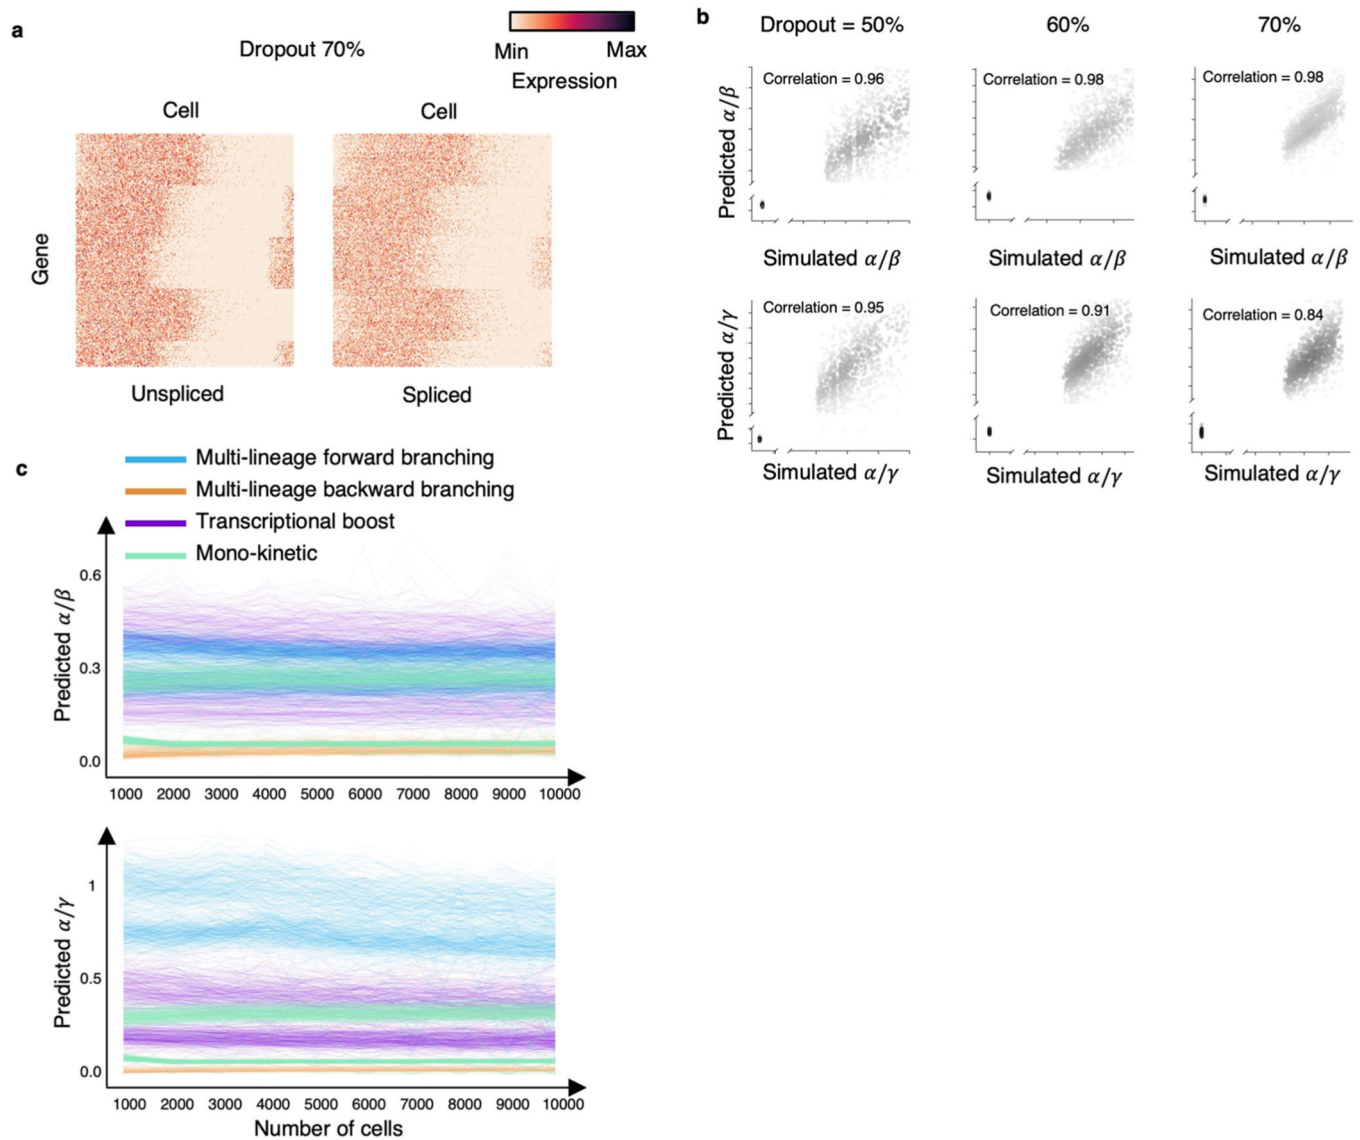 a
Dropout 70%
Min Max
Expression
Cell Cell
Gene
Unspliced Spliced
b
Dropout = 50% 60% 70%
Predicted α/β
Correlation = 0.96 Correlation = 0.98 Correlation = 0.98
Simulated α/β Simulated α/β Simulated α/β
Predicted α/γ
Correlation = 0.95 Correlation = 0.91 Correlation = 0.84
Simulated α/γ Simulated α/γ Simulated α/γ
c
Multi-lineage forward branching
Multi-lineage backward branching
Transcriptional boost
Mono-kinetic
Predicted α/β
0.6
0.3
0.0
1000 2000 3000 4000 5000 6000 7000 8000 9000 10000
Predicted α/γ
1
0.5
0.0
1000 2000 3000 4000 5000 6000 7000 8000 9000 10000
Number of cells